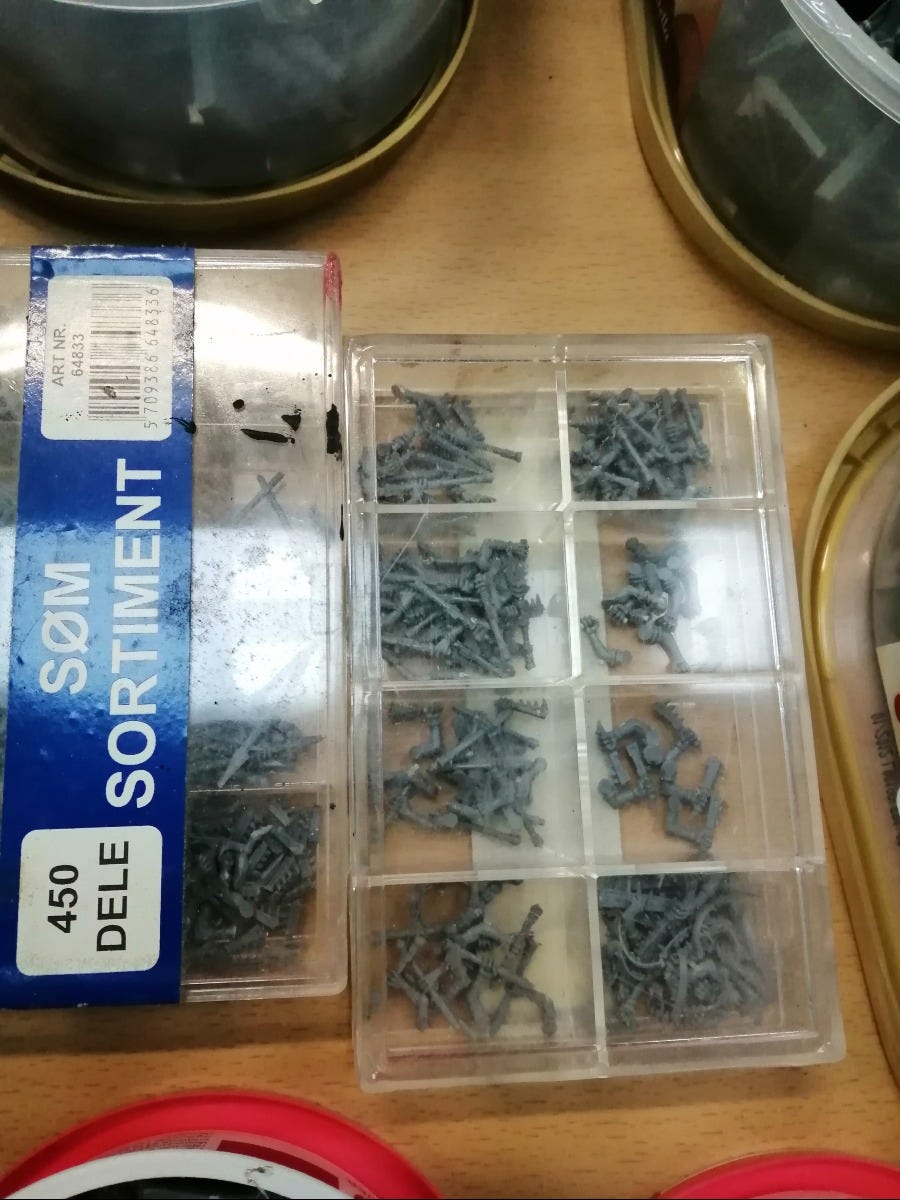 ART NR.
64833
5 709386 648336
SØM
SORTIMENT
450
DELE